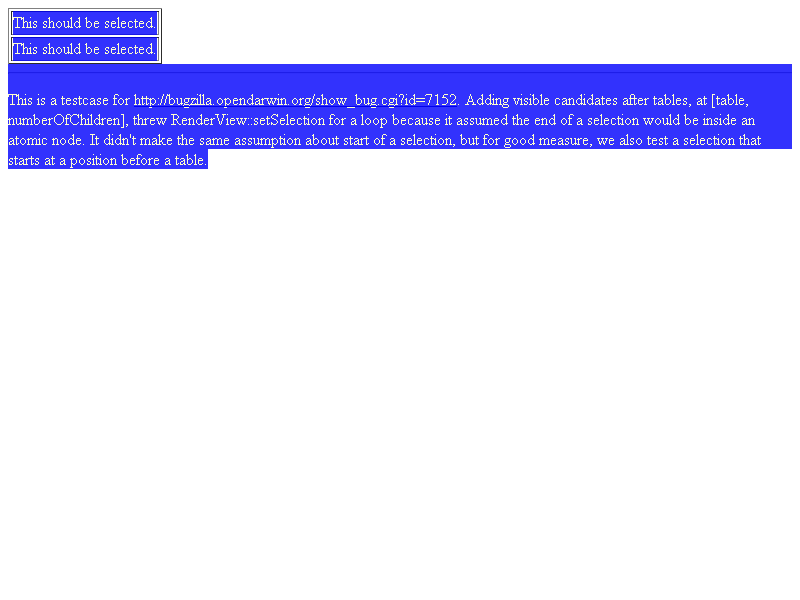 This should be selected.
This should be selected.
This is a testcase for http://bugzilla.opendarwin.org/show_bug.cgi?id=7152. Adding visible candidates after tables, at [table,
numberOfChildren], threw RenderView::setSelection for a loop because it assumed the end of a selection would be inside an
atomic node. It didn't make the same assumption about start of a selection, but for good measure, we also test a selection that
starts at a position before a table.